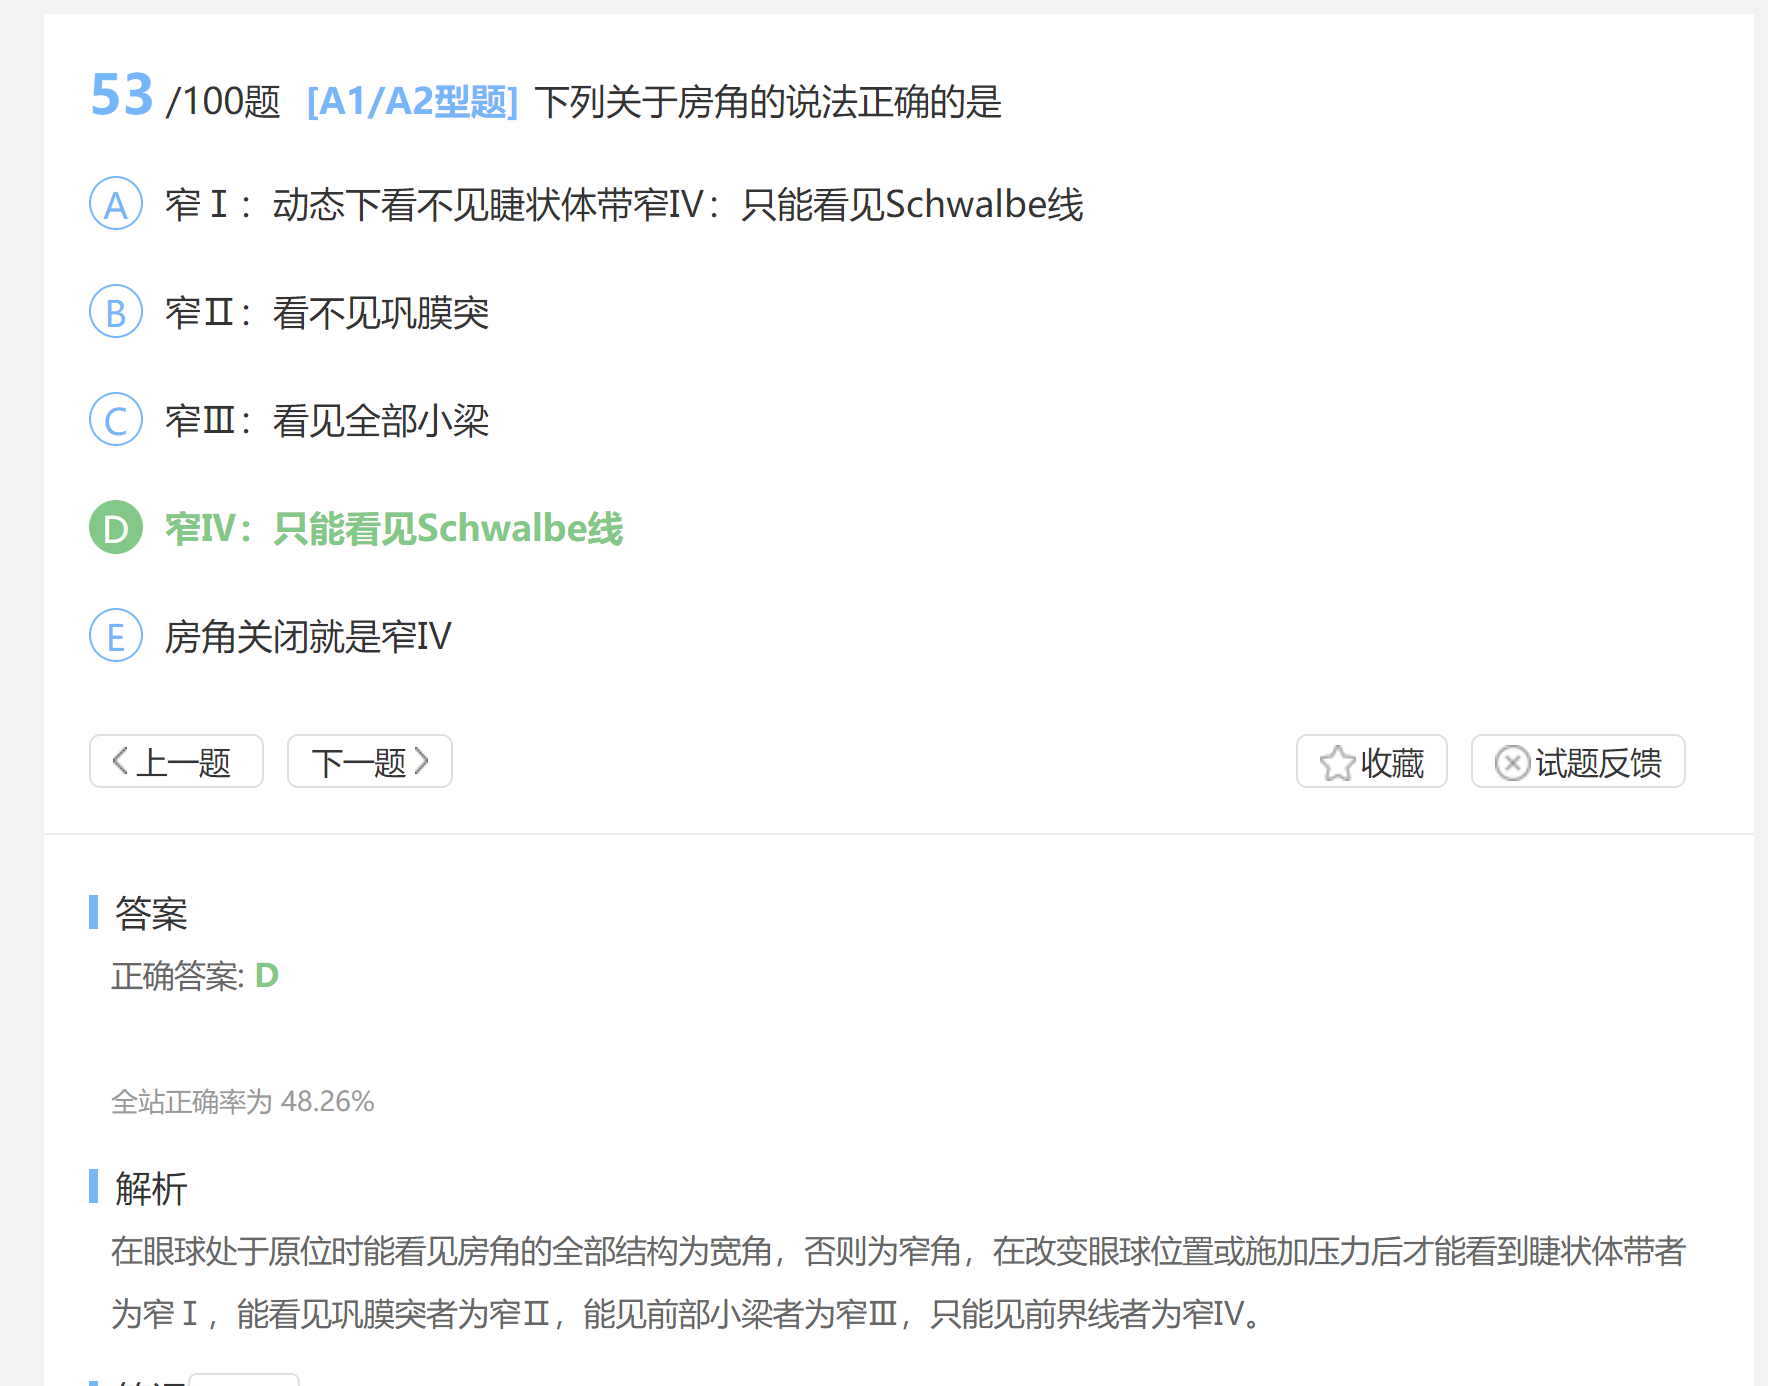 53 /100题 [A1/A2型题] 下列关于房角的说法正确的是
A 窄Ⅰ：动态下看不见睫状体带窄IV：只能看见Schwalbe线
B 窄Ⅱ：看不见巩膜突
C 窄Ⅲ：看见全部小梁
D 窄IV：只能看见Schwalbe线
E 房角关闭就是窄IV
上一题 下一题 收藏 试题反馈
答案
正确答案: D
全站正确率为 48.26%
解析
在眼球处于原位时能看见房角的全部结构为宽角，否则为窄角，在改变眼球位置或施加压力后才能看到睫状体带者
为窄Ⅰ，能看见巩膜突者为窄Ⅱ，能见前部小梁者为窄Ⅲ，只能见前界线者为窄IV。